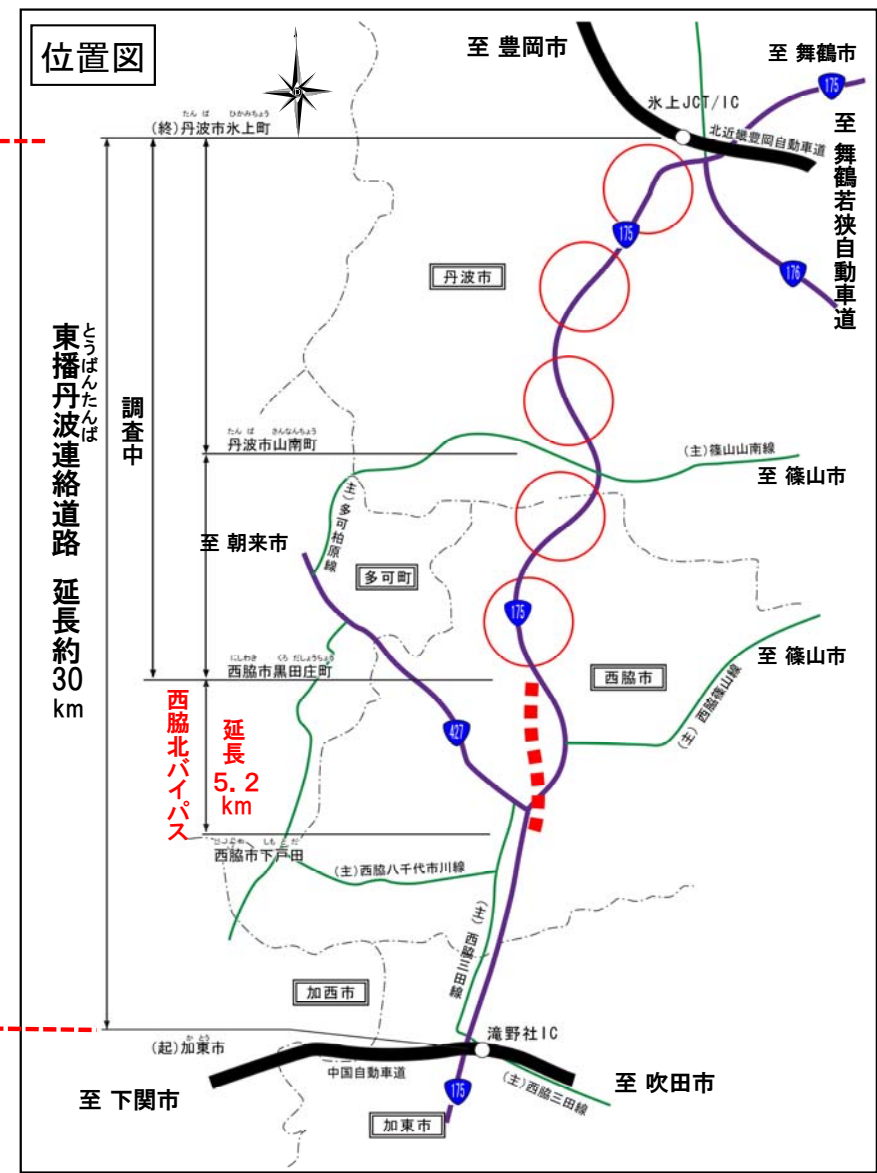 位置図
至 豊岡市
至 舞鶴市
175
氷上JCT/IC
北近畿豊岡自動車道
至 舞鶴若狭自動車道
たん ば ひかみちょう
(終)丹波市氷上町
175
176
丹波市
東播丹波連絡道路 延長約30km
とうばんたんば
調査中
たん ば さんなんちょう
丹波市山南町
(主)篠山山南線
至 篠山市
至 朝来市
(主)多可柏原線
多可町
175
にしわき くろ だしょうちょう
西脇市黒田庄町
西脇市
至 篠山市
(主)西脇篠山線
西脇北バイパス
延長
5.2
km
427
しも
西脇市下戸田
(主)西脇八千代市川線
(主)西脇三田線
加西市
か とう
(起)加東市
滝野社IC
中国自動車道
至 下関市
175
(主)西脇三田線
至 吹田市
加東市